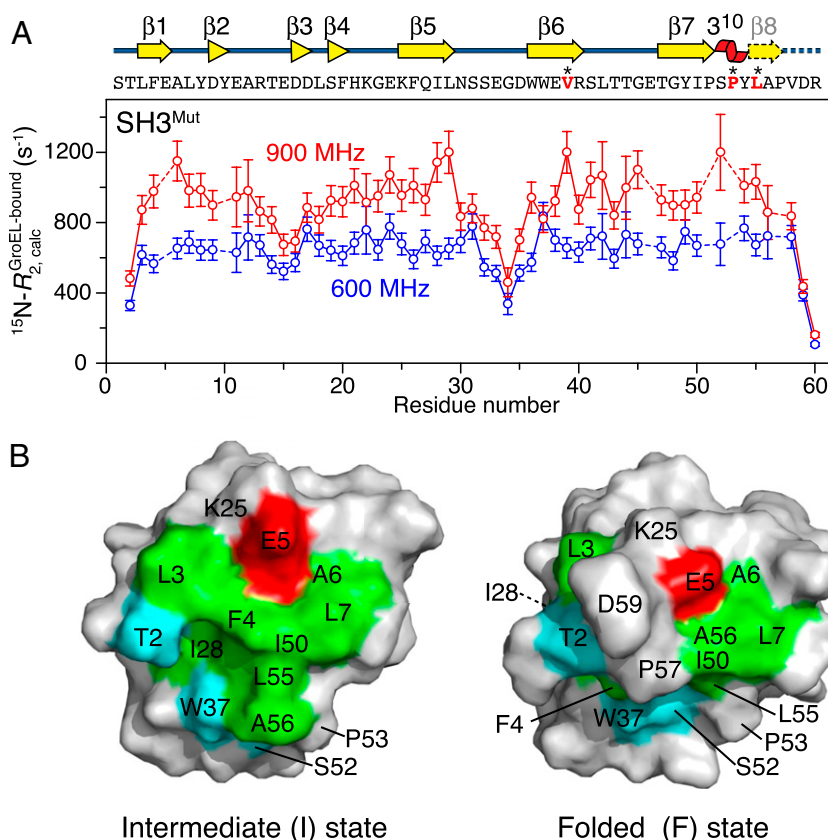 A
β1 β2 β3 β4 β5 β6 β7 3¹⁰ β8
* * *
STLFEALYDYEARTEDDLSFHKGEKFQILNSSEGDWWEVRSLTTGETGYIPSPYLAPVDR
SH3ᴹᵘᵗ
900 MHz
600 MHz
¹⁵N-R₂, calc^GroEL-bound (s⁻¹)
1200
800
400
0
0 10 20 30 40 50 60
Residue number
B
K25
E5
L3
A6
F4
L7
T2
I28
I50
L55
W37
A56
P53
S52
Intermediate (I) state
K25
L3
E5
A6
I28
D59
T2
A56
L7
I50
P57
F4
W37
L55
P53
S52
Folded (F) state